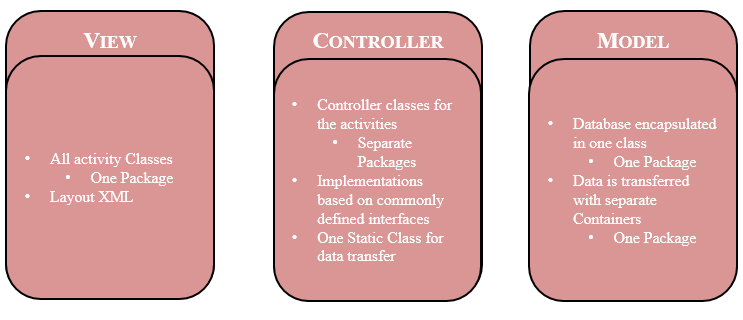 VIEW
• All activity Classes
• One Package
• Layout XML
CONTROLLER
• Controller classes for
the activities
• Separate
Packages
• Implementations
based on commonly
defined interfaces
• One Static Class for
data transfer
MODEL
• Database encapsulated
in one class
• One Package
• Data is transferred
with separate
Containers
• One Package